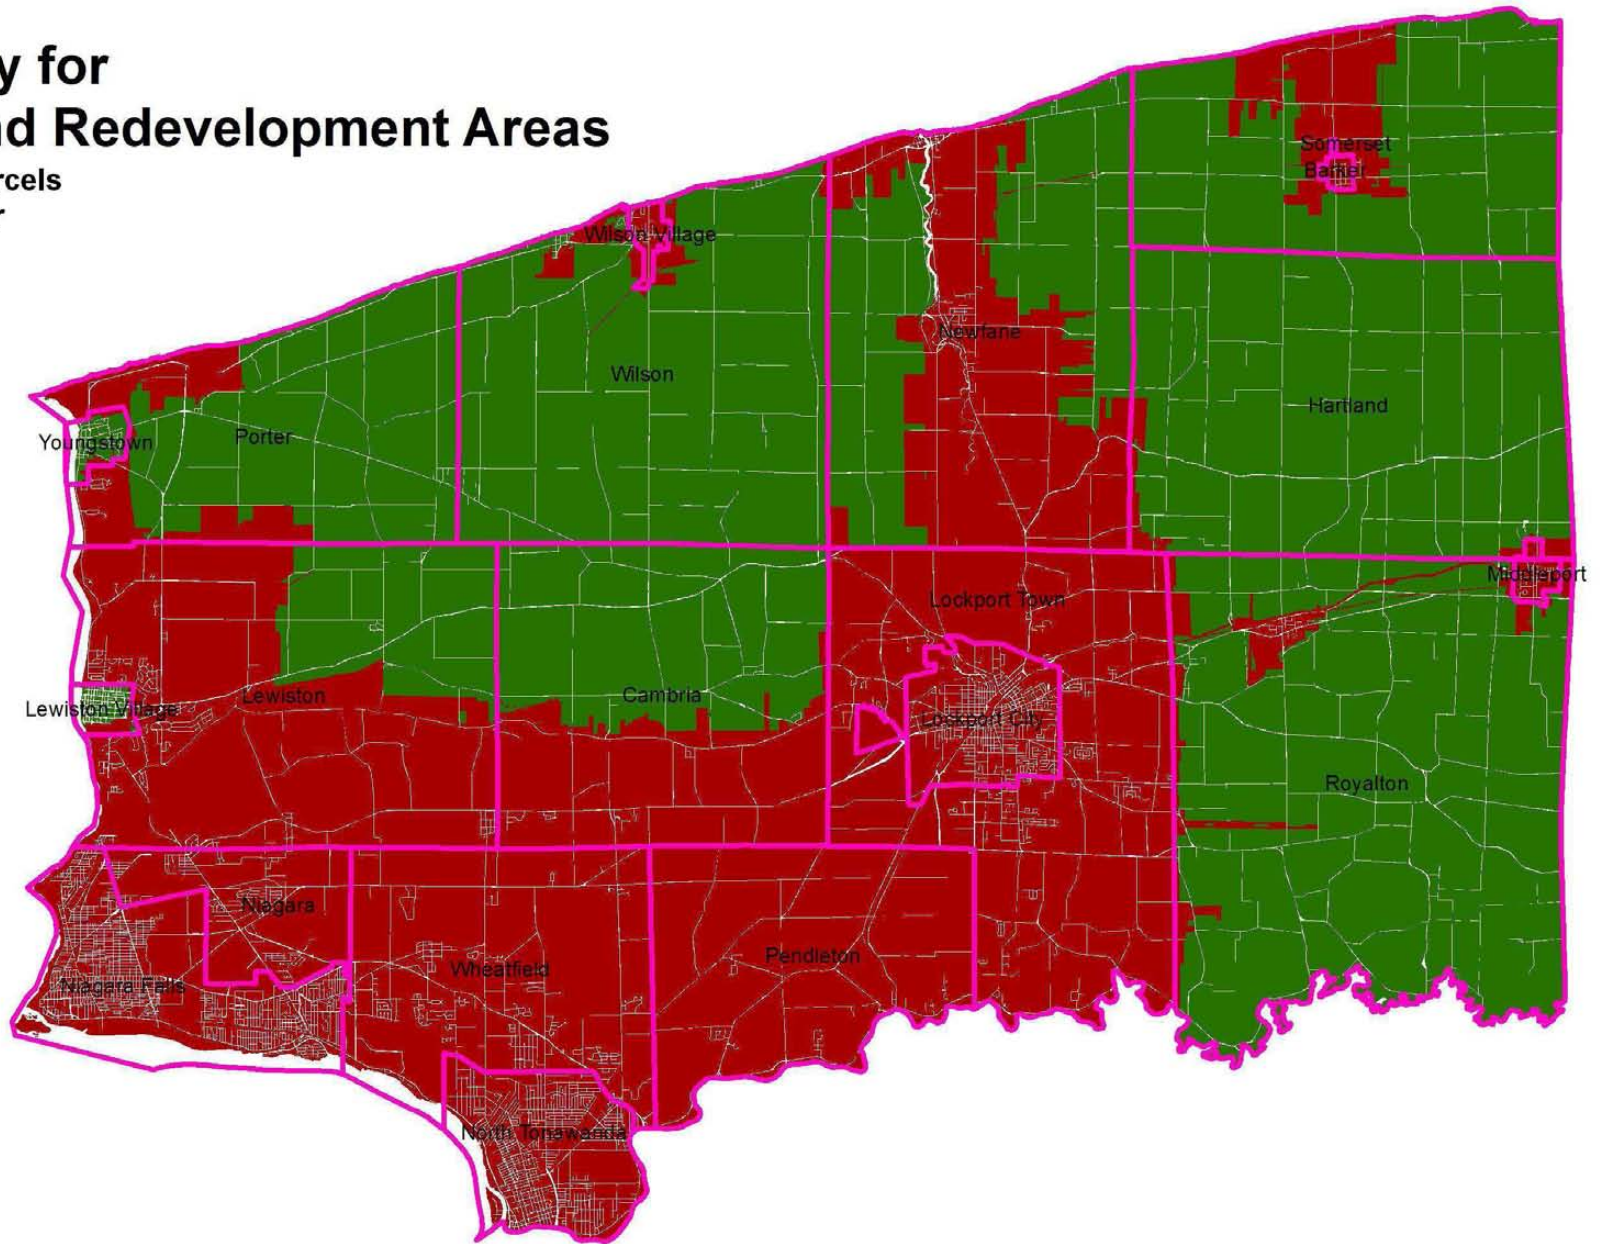 y for
nd Redevelopment Areas
rcels
r
Somerset
Barker
Wilson Village
Newfane
Wilson
Hartland
Youngstown
Porter
Middleport
Lockport Town
Lewiston Village
Lewiston
Cambria
Lockport City
Royalton
Niagara
Niagara Falls
Wheatfield
Pendleton
North Tonawanda